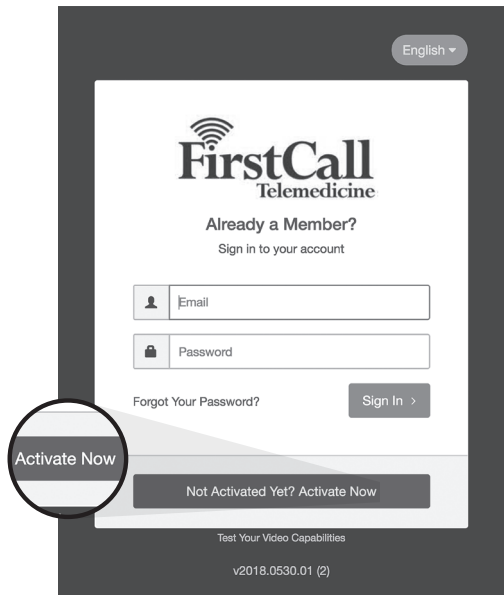 English
FirstCall
Telemedicine
Already a Member?
Sign in to your account
Email
Password
Forgot Your Password?
Sign In >
Activate Now
Not Activated Yet? Activate Now
Test Your Video Capabilities
v2018.0530.01 (2)